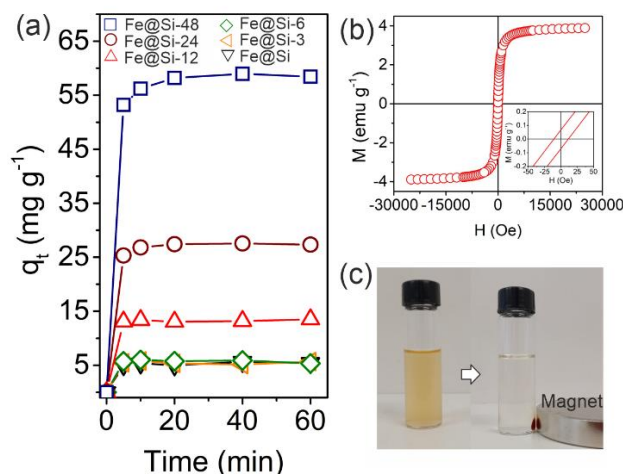 (a)
Fe@Si-48 Fe@Si-6
Fe@Si-24 Fe@Si-3
Fe@Si-12 Fe@Si
65
55
45
35
25
15
5
qt (mg g-1)
0 20 40 60
Time (min)
(b)
4
2
0
-2
-4
M (emu g-1)
-30000 -15000 0 15000 30000
H (Oe)
0.2
0.1
0.0
-0.1
-0.2
M (emu g-1)
-50 -25 0 25 50
H (Oe)
(c)
Magnet